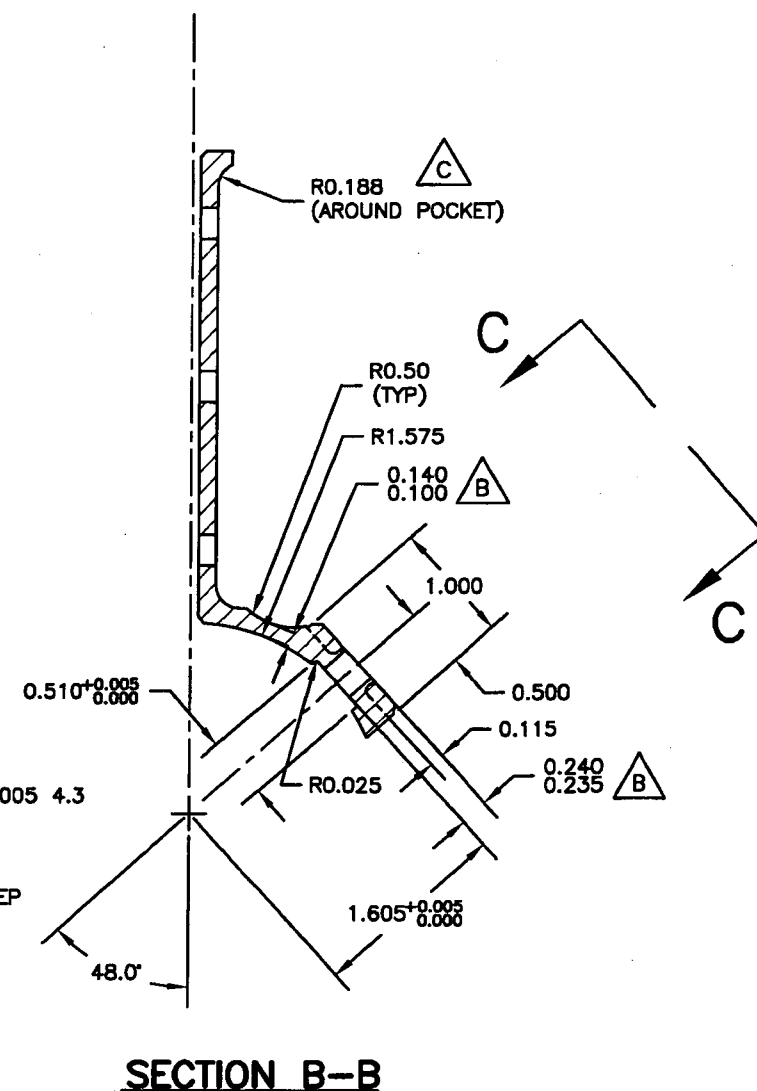 C
R0.188
(AROUND POCKET)
C
R0.50
(TYP)
R1.575
0.140
0.100
B
1.000
C
0.510+0.005
0.000
0.500
0.115
0.240
0.235
B
R0.025
005 4.3
EP
1.605+0.005
0.000
48.0°
SECTION B-B